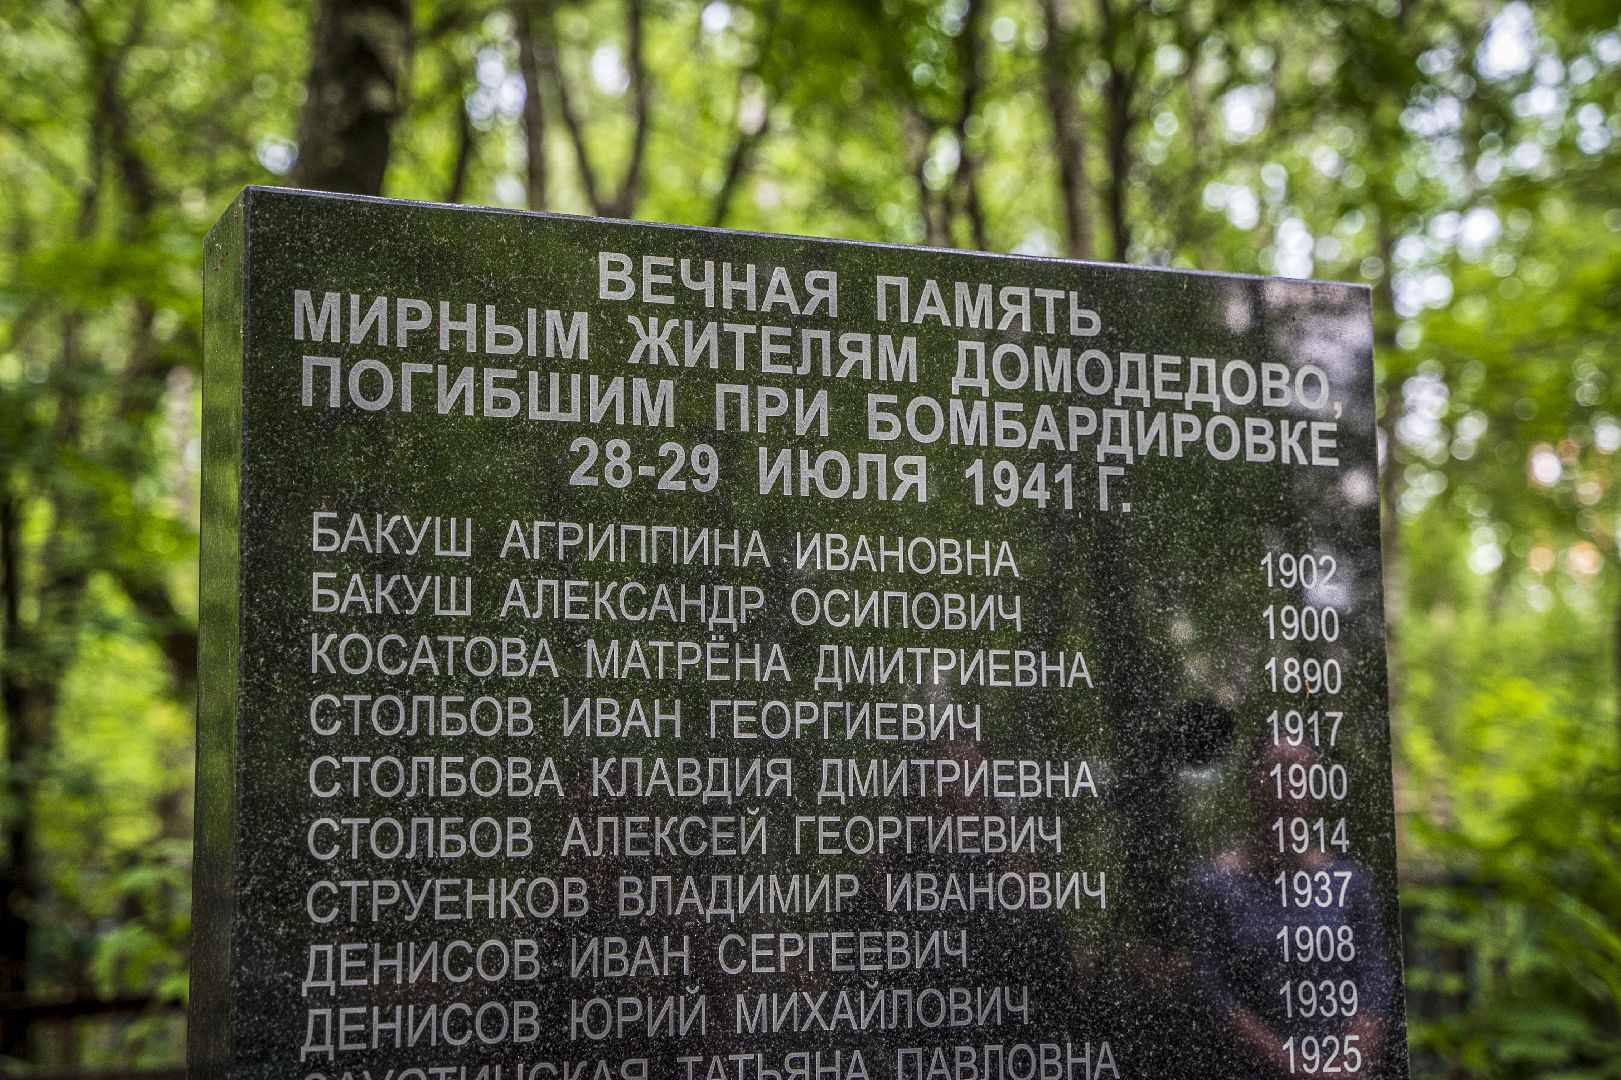 ВЕЧНАЯ ПАМЯТЬ
МИРНЫМ ЖИТЕЛЯМ ДОМОДЕДОВО,
ПОГИБШИМ ПРИ БОМБАРДИРОВКЕ
28-29 ИЮЛЯ 1941 Г.
БАКУШ АГРИППИНА ИВАНОВНА 1902
БАКУШ АЛЕКСАНДР ОСИПОВИЧ 1900
КОСАТОВА МАТРЁНА ДМИТРИЕВНА 1890
СТОЛБОВ ИВАН ГЕОРГИЕВИЧ 1917
СТОЛБОВА КЛАВДИЯ ДМИТРИЕВНА 1900
СТОЛБОВ АЛЕКСЕЙ ГЕОРГИЕВИЧ 1914
СТРУЕНКОВ ВЛАДИМИР ИВАНОВИЧ 1937
ДЕНИСОВ ИВАН СЕРГЕЕВИЧ 1908
ДЕНИСОВ ЮРИЙ МИХАЙЛОВИЧ 1939
ТАТЬЯНА ПАВЛОВНА 1925